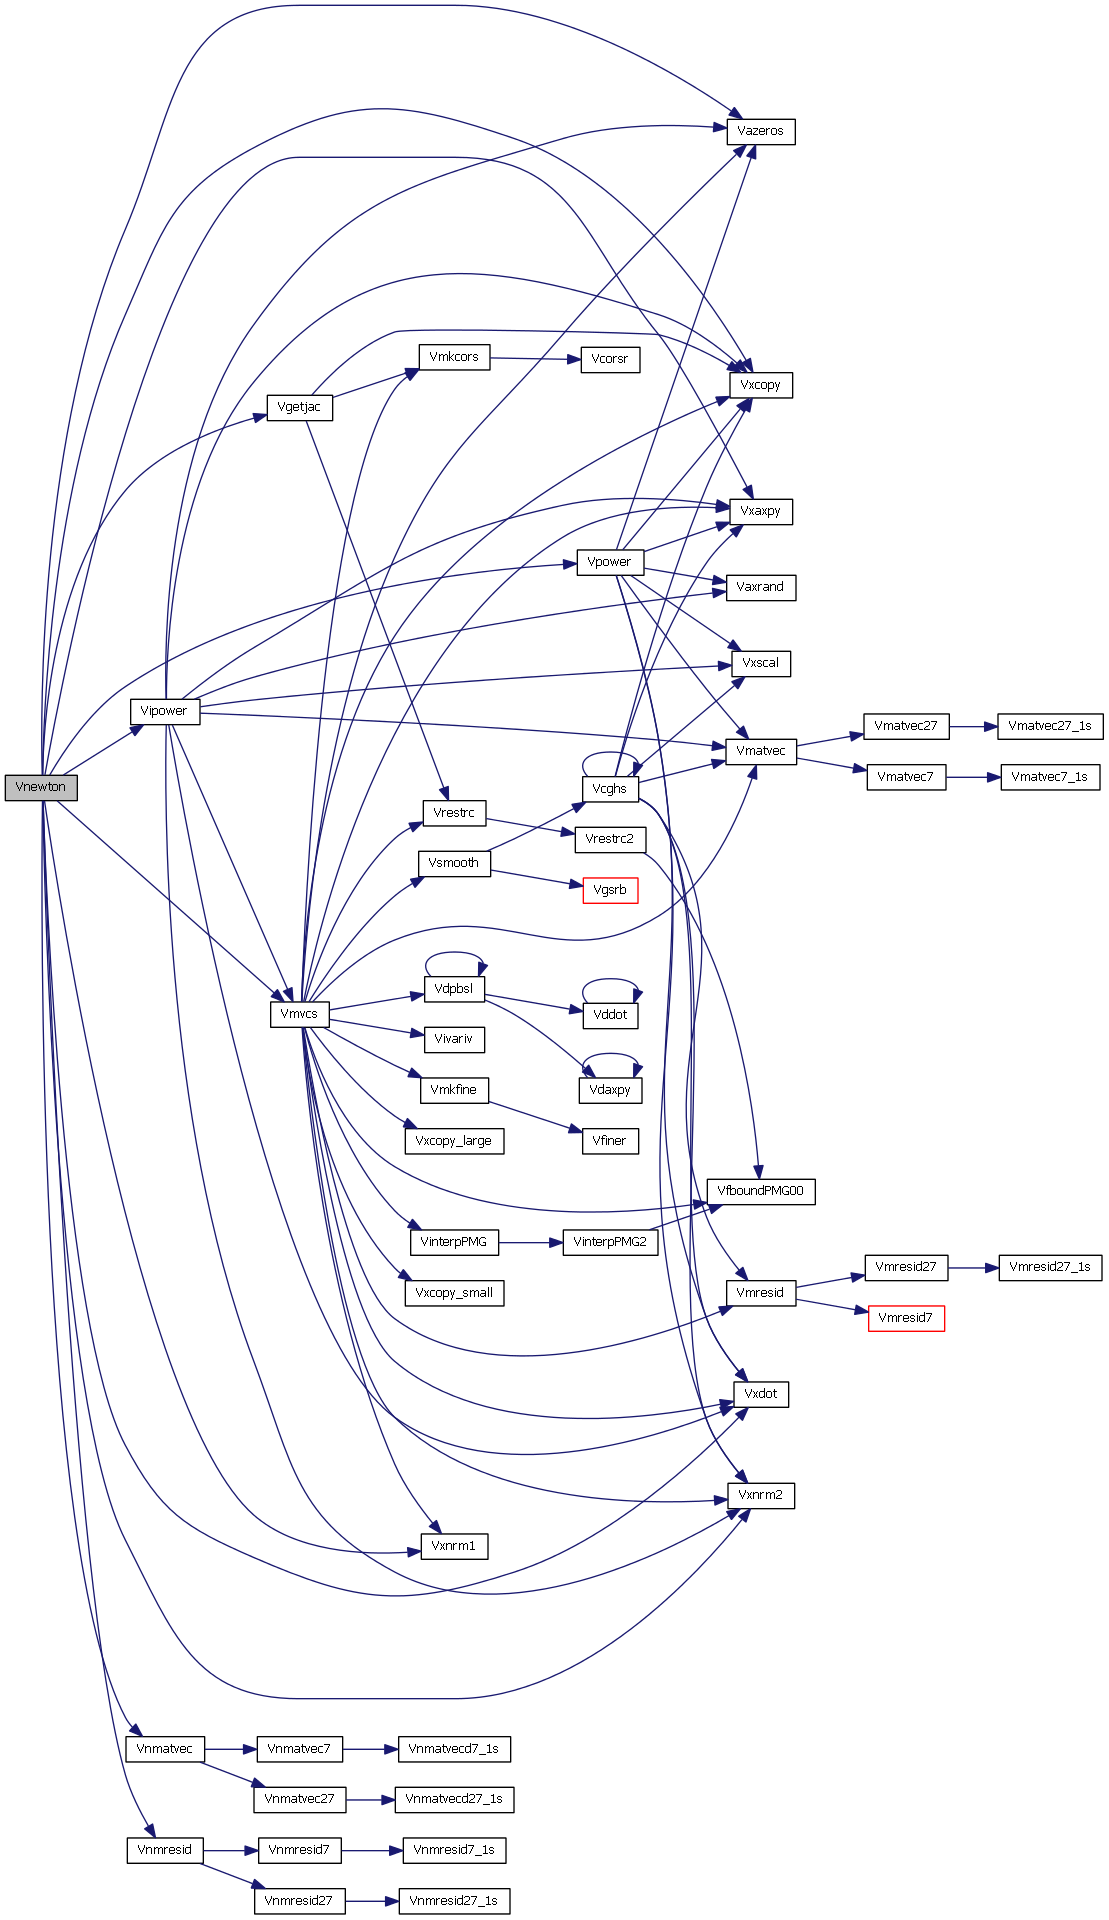 Vazeros
Vmkcors
Vcorsr
Vxcopy
Vgetjac
Vxaxpy
Vpower
Vaxrand
Vxscal
Vipower
Vmatvec27
Vmatvec27_1s
Vmatvec
Vmatvec7
Vmatvec7_1s
Vnewton
Vcghs
Vrestrc
Vrestrc2
Vsmooth
Vgsrb
Vdpbsl
Vmvcs
Vddot
Vivariv
Vmkfine
Vdaxpy
Vxcopy_large
Vfiner
VfboundPMG00
VinterpPMG
VinterpPMG2
Vmresid27
Vmresid27_1s
Vxcopy_small
Vmresid
Vmresid7
Vxdot
Vxnrm2
Vxnrm1
Vnmatvec
Vnmatvec7
Vnmatvecd7_1s
Vnmatvec27
Vnmatvecd27_1s
Vnmresid
Vnmresid7
Vnmresid7_1s
Vnmresid27
Vnmresid27_1s